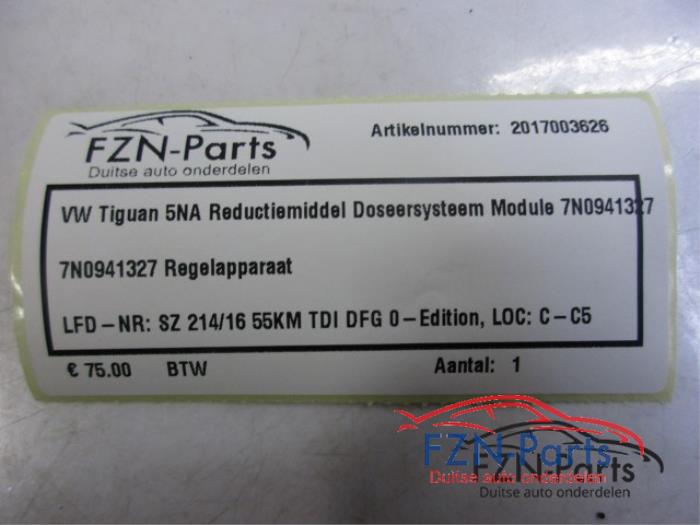 FZN-Parts
Duitse auto onderdelen
Artikelnummer: 2017003626
VW Tiguan 5NA Reductiemiddel Doseersysteem Module 7N0941327
7N0941327 Regelapparaat
LFD-NR: SZ 214/16 55KM TDI DFG 0-Edition, LOC: C-C5
€ 75.00 BTW Aantal: 1
FZN-Parts
Duitse auto onderdelen
FZN-Parts
Duitse auto onderdelen